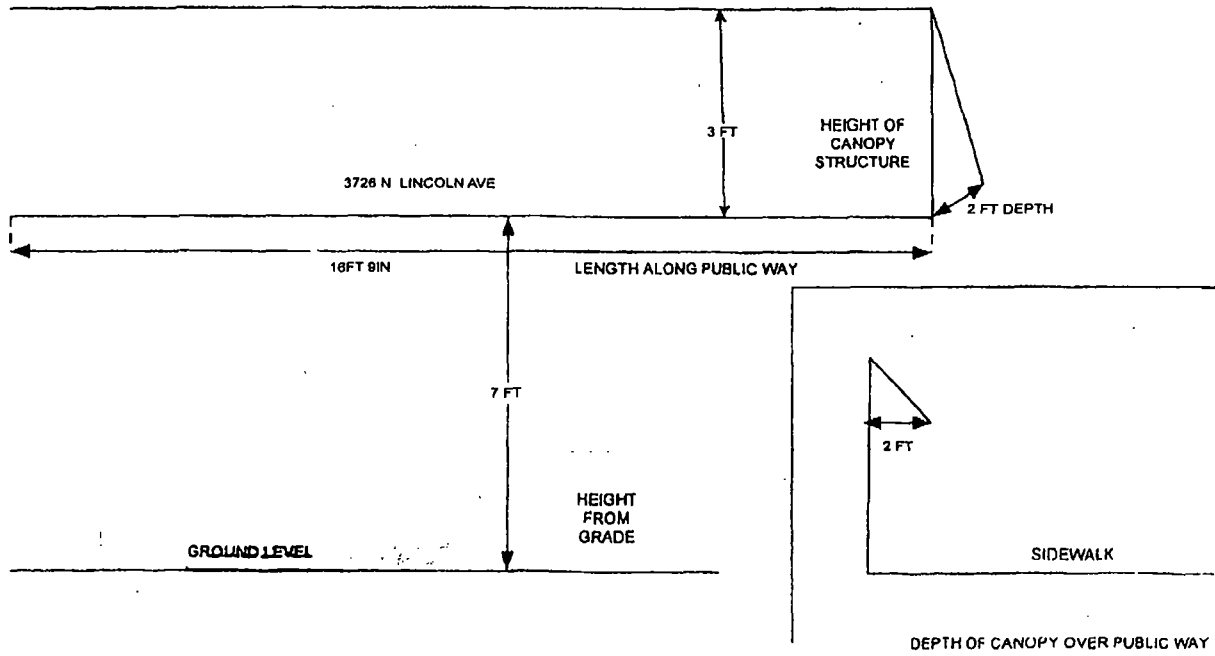 3 FT
HEIGHT OF
CANOPY
STRUCTURE
3726 N LINCOLN AVE
2 FT DEPTH
16FT 9IN
LENGTH ALONG PUBLIC WAY
7 FT
2 FT
HEIGHT
FROM
GRADE
GROUND LEVEL
SIDEWALK
DEPTH OF CANOPY OVER PUBLIC WAY